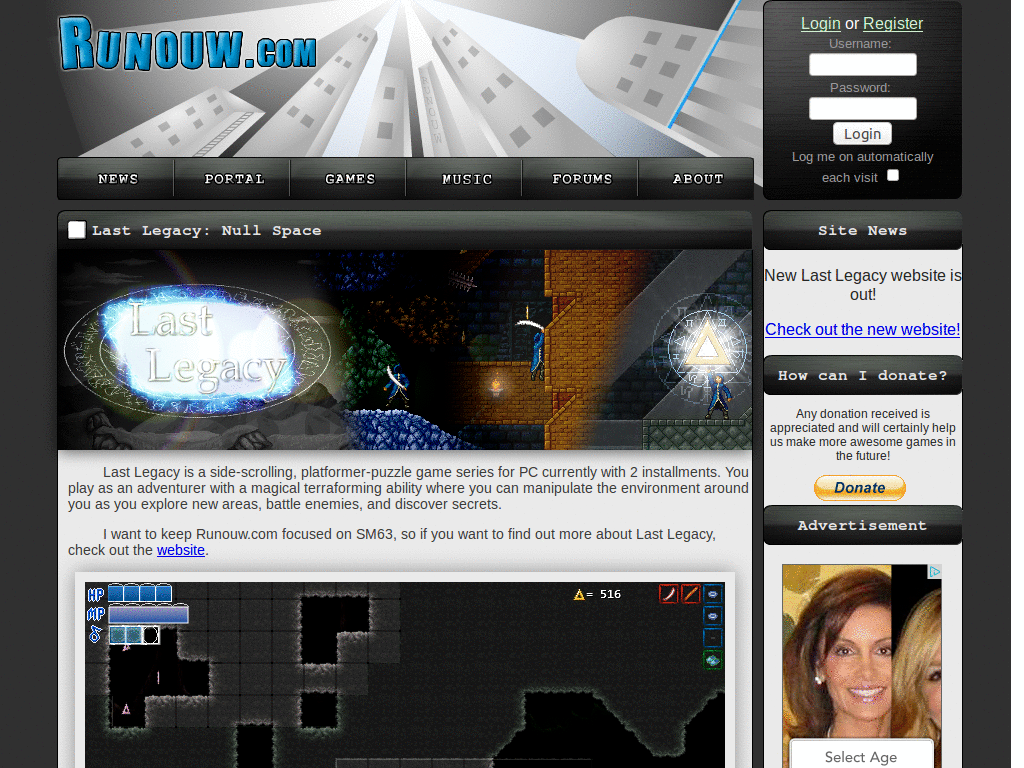 Runouw.com
Login or Register
Username:
Password:
Login
Log me on automatically
each visit
NEWS
PORTAL
GAMES
MUSIC
FORUMS
ABOUT
Last Legacy: Null Space
Last
Legacy
Last Legacy is a side-scrolling, platformer-puzzle game series for PC currently with 2 installments. You
play as an adventurer with a magical terraforming ability where you can manipulate the environment around
you as you explore new areas, battle enemies, and discover secrets.
I want to keep Runouw.com focused on SM63, so if you want to find out more about Last Legacy,
check out the website.
HP
MP
= 516
Site News
New Last Legacy website is
out!
Check out the new website!
How can I donate?
Any donation received is
appreciated and will certainly help
us make more awesome games in
the future!
Donate
Advertisement
Select Age